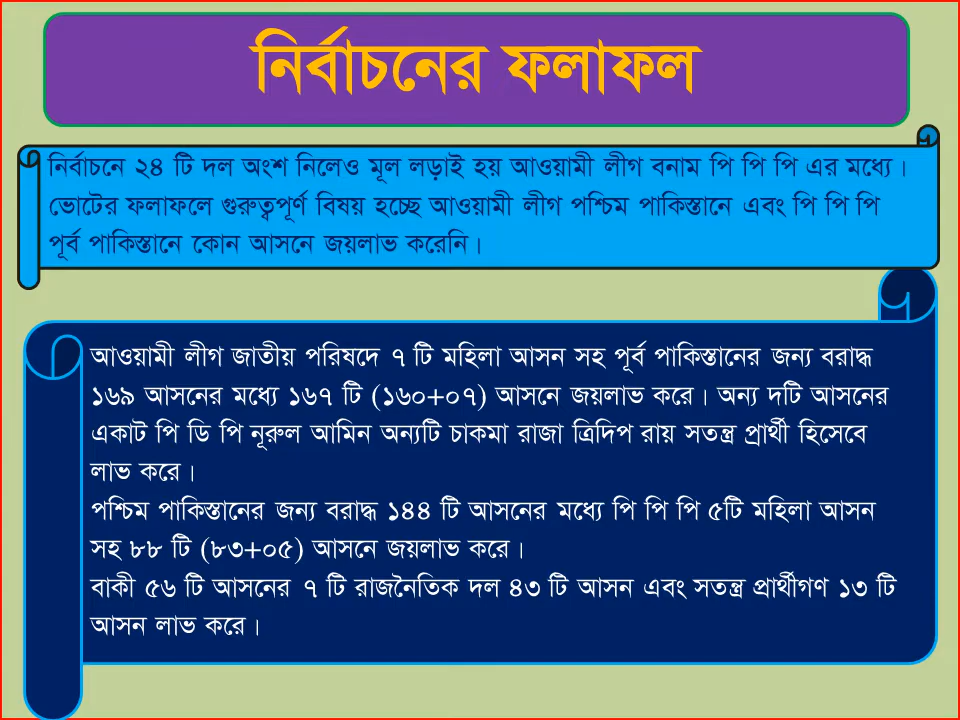 নির্বাচনের ফলাফল
নির্বাচনে ২৪ টি দল অংশ নিলেও মূল লড়াই হয় আওয়ামী লীগ বনাম পি পি পি এর মধ্যে।
ভোটের ফলাফলে গুরুত্বপূর্ণ বিষয় হচ্ছে আওয়ামী লীগ পশ্চিম পাকিস্তানে এবং পি পি পি
পূর্ব পাকিস্তানে কোন আসনে জয়লাভ করেনি।
আওয়ামী লীগ জাতীয় পরিষদে ৭ টি মহিলা আসন সহ পূর্ব পাকিস্তানের জন্য বরাদ্ধ
১৬৯ আসনের মধ্যে ১৬৭ টি (১৬০+০৭) আসনে জয়লাভ করে। অন্য দটি আসনের
একাট পি ডি পি নূরুল আমিন অন্যটি চাকমা রাজা ত্রিদিপ রায় সতন্ত্র প্রার্থী হিসেবে
লাভ করে।
পশ্চিম পাকিস্তানের জন্য বরাদ্ধ ১৪৪ টি আসনের মধ্যে পি পি পি ৫টি মহিলা আসন
সহ ৮৮ টি (৮৩+০৫) আসনে জয়লাভ করে।
বাকী ৫৬ টি আসনের ৭ টি রাজনৈতিক দল ৪৩ টি আসন এবং সতন্ত্র প্রার্থীগণ ১৩ টি
আসন লাভ করে।